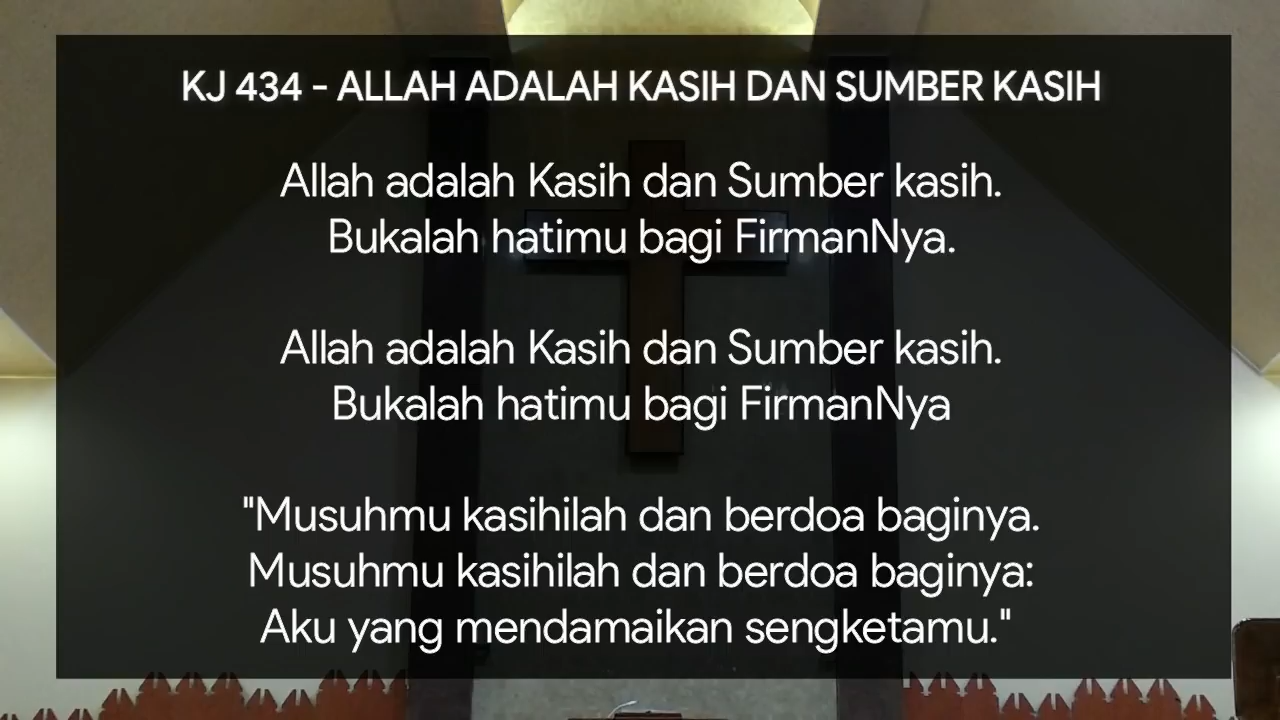 KJ 434 - ALLAH ADALAH KASIH DAN SUMBER KASIH
Allah adalah Kasih dan Sumber kasih.
Bukalah hatimu bagi FirmanNya.
Allah adalah Kasih dan Sumber kasih.
Bukalah hatimu bagi FirmanNya
"Musuhmu kasihilah dan berdoa baginya.
Musuhmu kasihilah dan berdoa baginya:
Aku yang mendamaikan sengketamu."